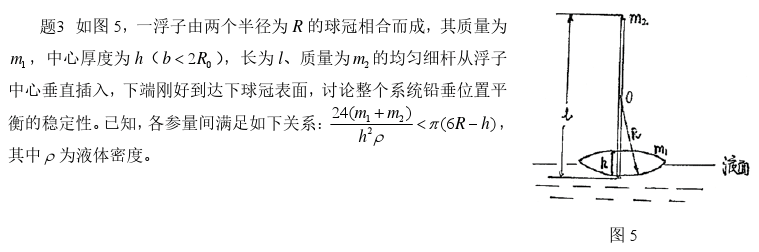 题3 如图5，一浮子由两个半径为R的球冠相合而成，其质量为
m₁，中心厚度为h（b<2R₀），长为l、质量为m₂的均匀细杆从浮子
中心垂直插入，下端刚好到达下球冠表面，讨论整个系统铅垂位置平
衡的稳定性。已知，各参量间满足如下关系：\frac{24(m₁+m₂)}{h²ρ}<π(6R−h)，
其中ρ为液体密度。
m₂
O
l
R
m₁
h
液面
图5